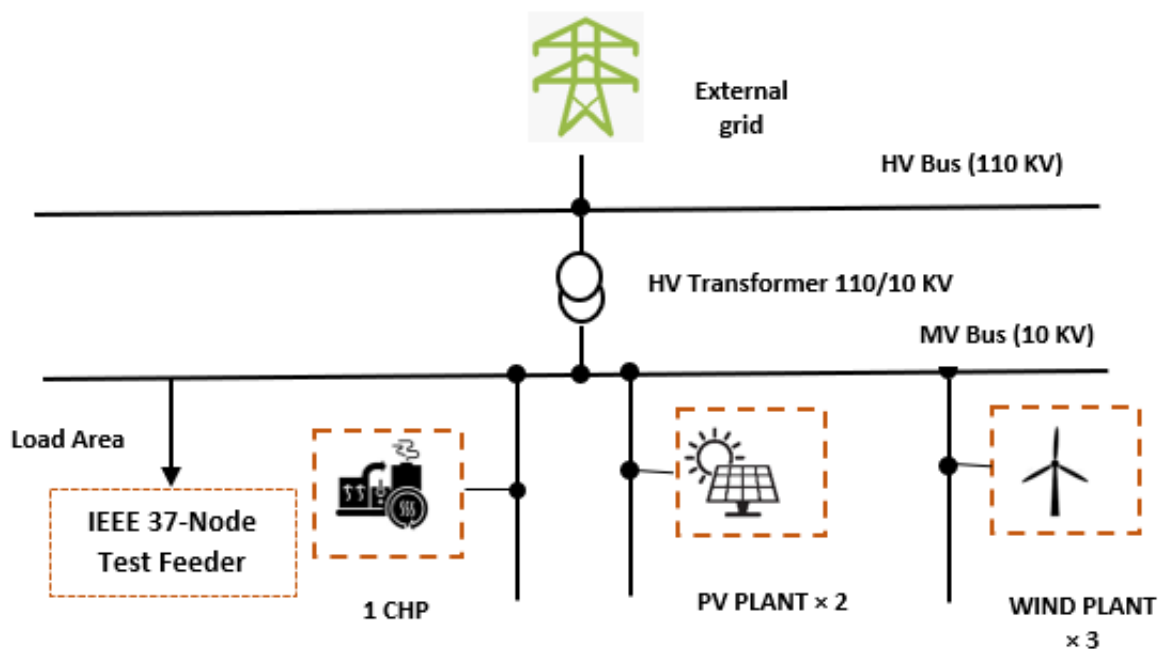 External
grid
HV Bus (110 KV)
HV Transformer 110/10 KV
MV Bus (10 KV)
Load Area
IEEE 37-Node
Test Feeder
1 CHP
PV PLANT × 2
WIND PLANT
× 3